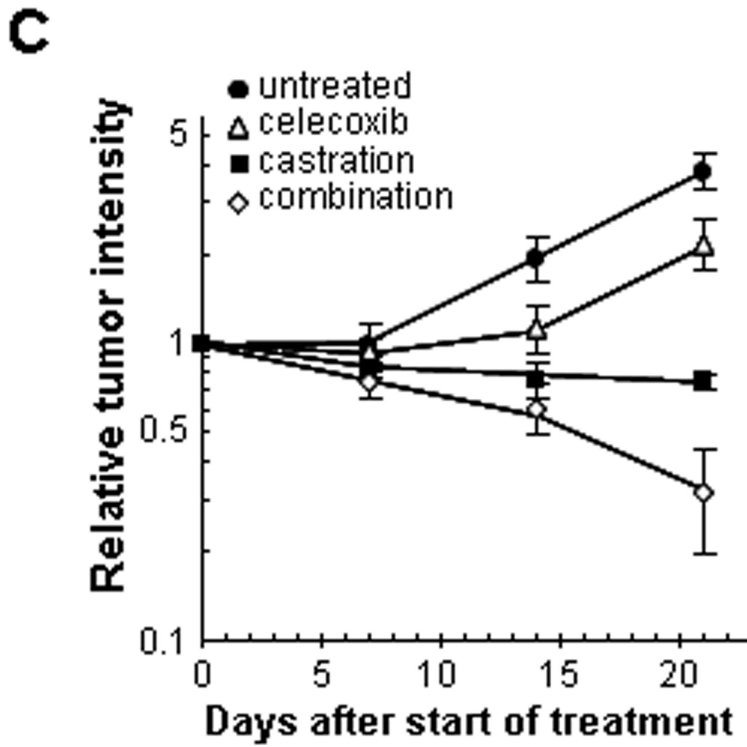 C
untreated
celecoxib
castration
combination
Relative tumor intensity
5
1
0.5
0.1
0 5 10 15 20
Days after start of treatment